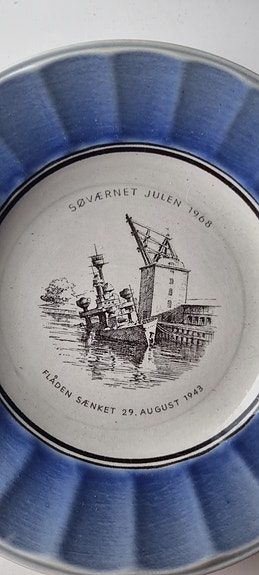 SØVÆRNET JULEN 1968
FLÅDEN SÆNKET 29. AUGUST 1943